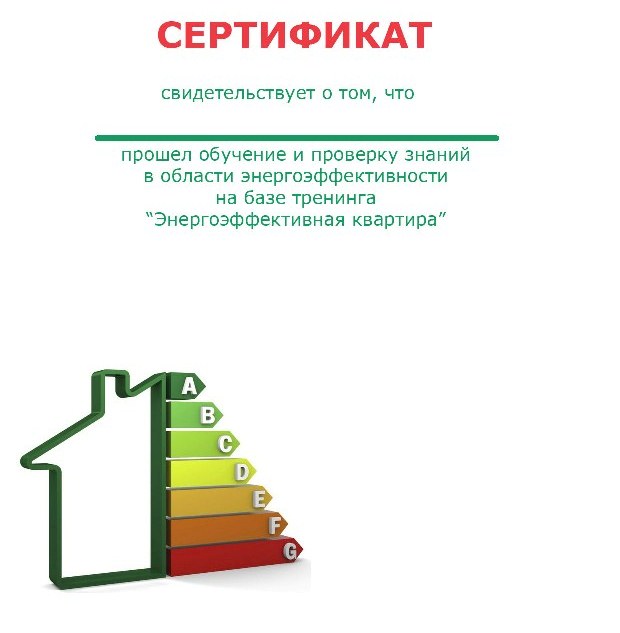 СЕРТИФИКАТ
свидетельствует о том, что
прошел обучение и проверку знаний
в области энергоэффективности
на базе тренинга
“Энергоэффективная квартира”
A
B
C
D
E
F
G